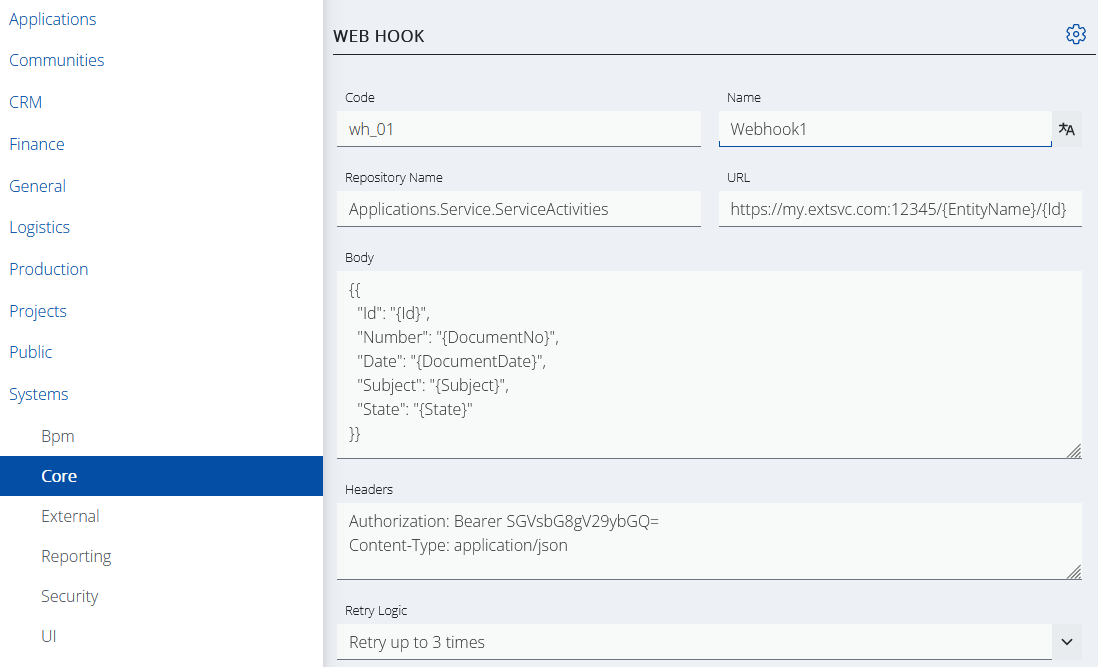 Applications
Communities
CRM
Finance
General
Logistics
Production
Projects
Public
Systems
Bpm
Core
External
Reporting
Security
UI
WEB HOOK
Code
wh_01
Name
Webhook1
Repository Name
Applications.Service.ServiceActivities
URL
https://my.extsvc.com:12345/{EntityName}/{Id}
Body
{{
"Id": "{Id}",
"Number": "{DocumentNo}",
"Date": "{DocumentDate}",
"Subject": "{Subject}",
"State": "{State}"
}}
Headers
Authorization: Bearer SGVsbG8gV29ybGQ=
Content-Type: application/json
Retry Logic
Retry up to 3 times